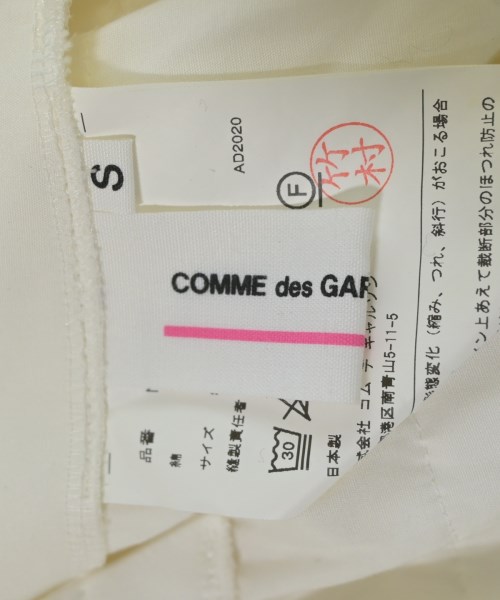 S
COMME des GAR
AD2020
F
竹村
品番
綿
サイズ
縫製責任者
30
日本製
式会社 コム デ ギャルソン
港区南青山5-11-5
形態変化（縮み、つれ、斜行）がおこる場合
ン上あえて裁断部分のほつれ防止の